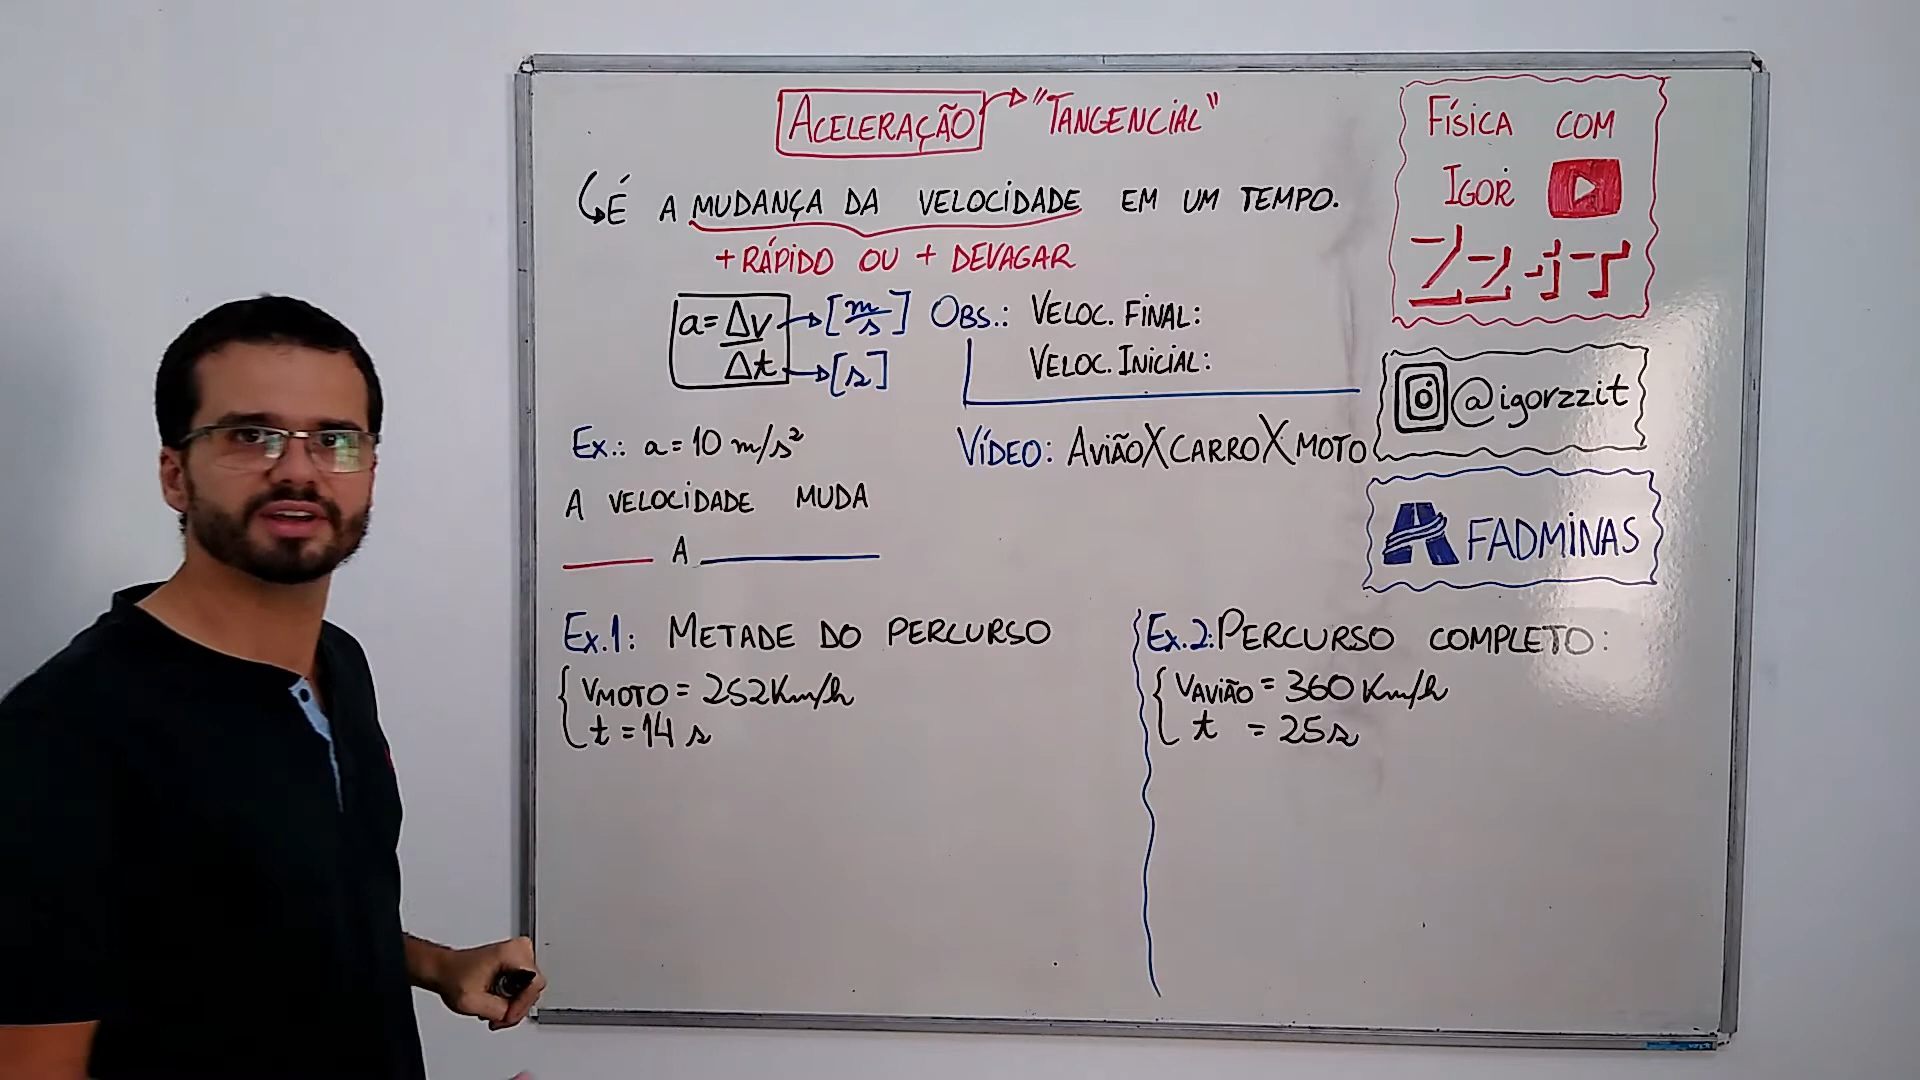 ACELERAÇÃO "TANGENCIAL"
É A MUDANÇA DA VELOCIDADE EM UM TEMPO.
+ RÁPIDO OU + DEVAGAR
a = Δv/Δt [m/s] [s]
OBS.: VELOC. FINAL:
VELOC. INICIAL:
EX.: a = 10 m/s²
A VELOCIDADE MUDA
____ A ________
VÍDEO: AVIÃO X CARRO X MOTO
EX.1: METADE DO PERCURSO
VMOTO = 252 Km/h
t = 14 s
EX.2: PERCURSO COMPLETO:
VAVIÃO = 360 Km/h
t = 25 s
FÍSICA COM
IGOR
ZZiT
@igorzzit
FADMINAS